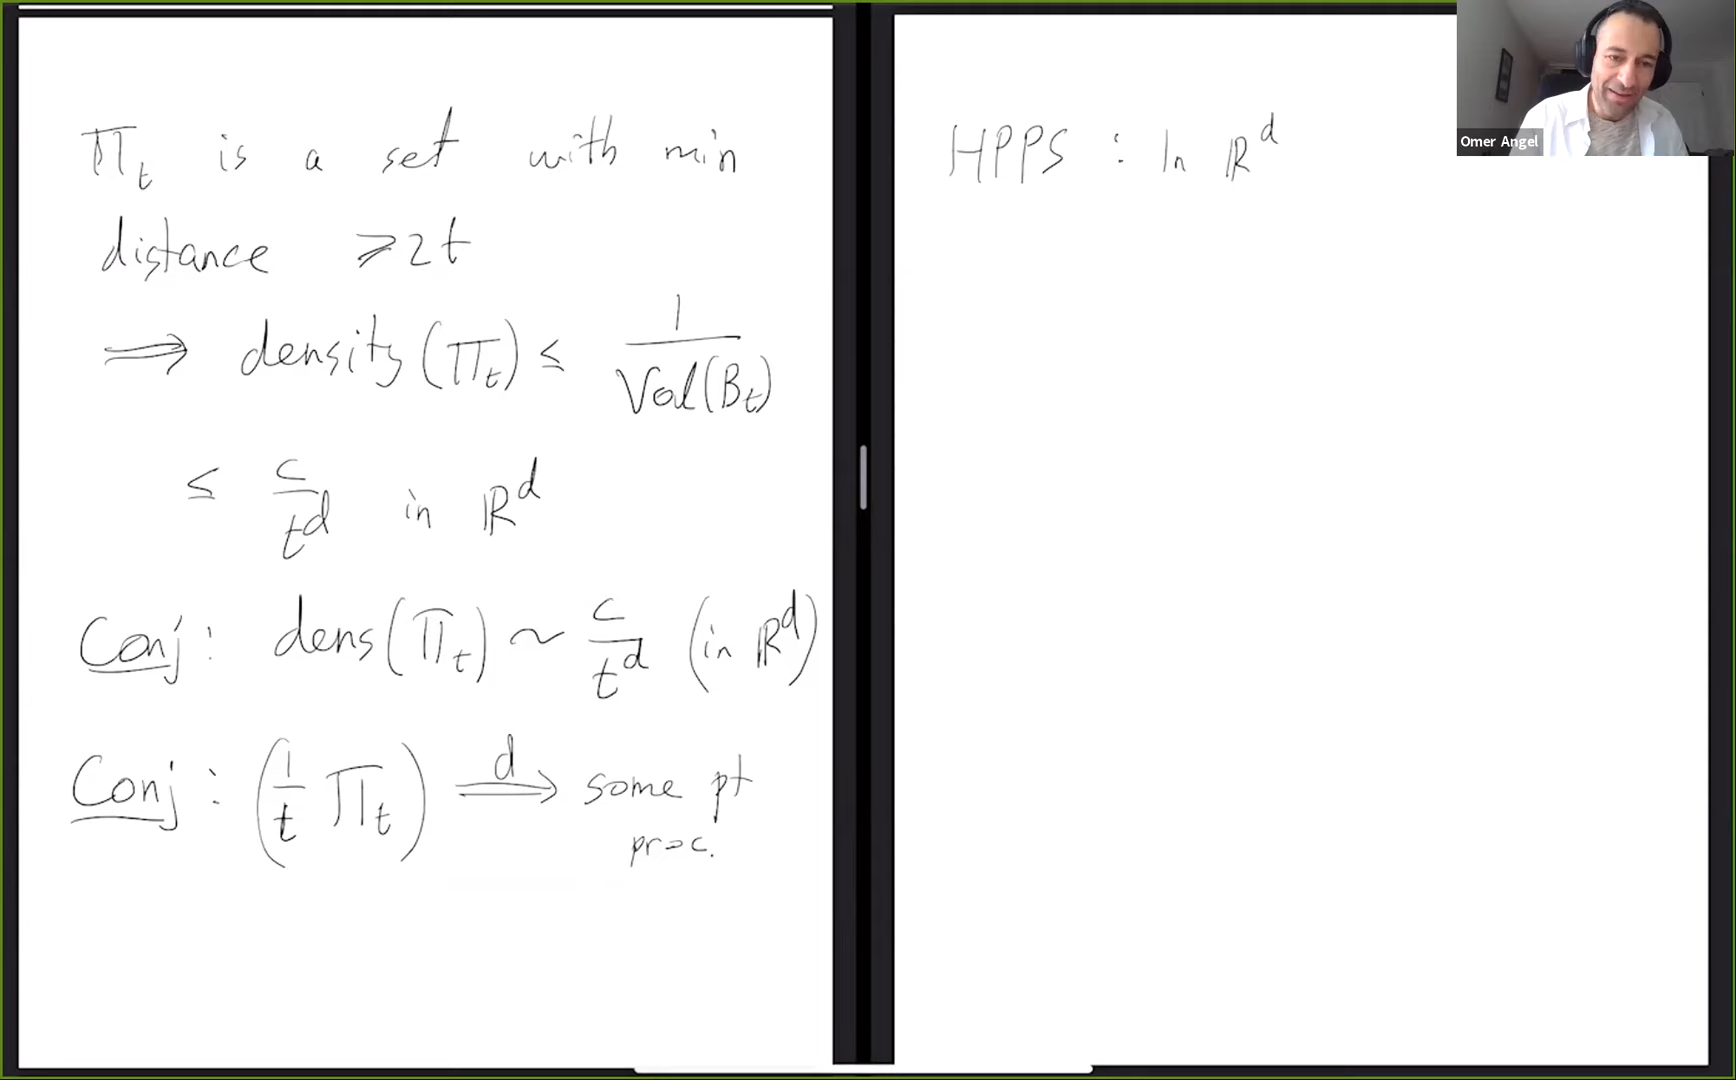 Π_t is a set with min
distance ⩾ 2t
⟹ density(Π_t) ≤ 1/Vol(B_t)
≤ c/t^d in ℝ^d
Conj: dens(Π_t) ~ c/t^d (in ℝ^d)
Conj: (1/t Π_t) ⟹^d some pt
proc.
HPPS : In ℝ^d
Omer Angel